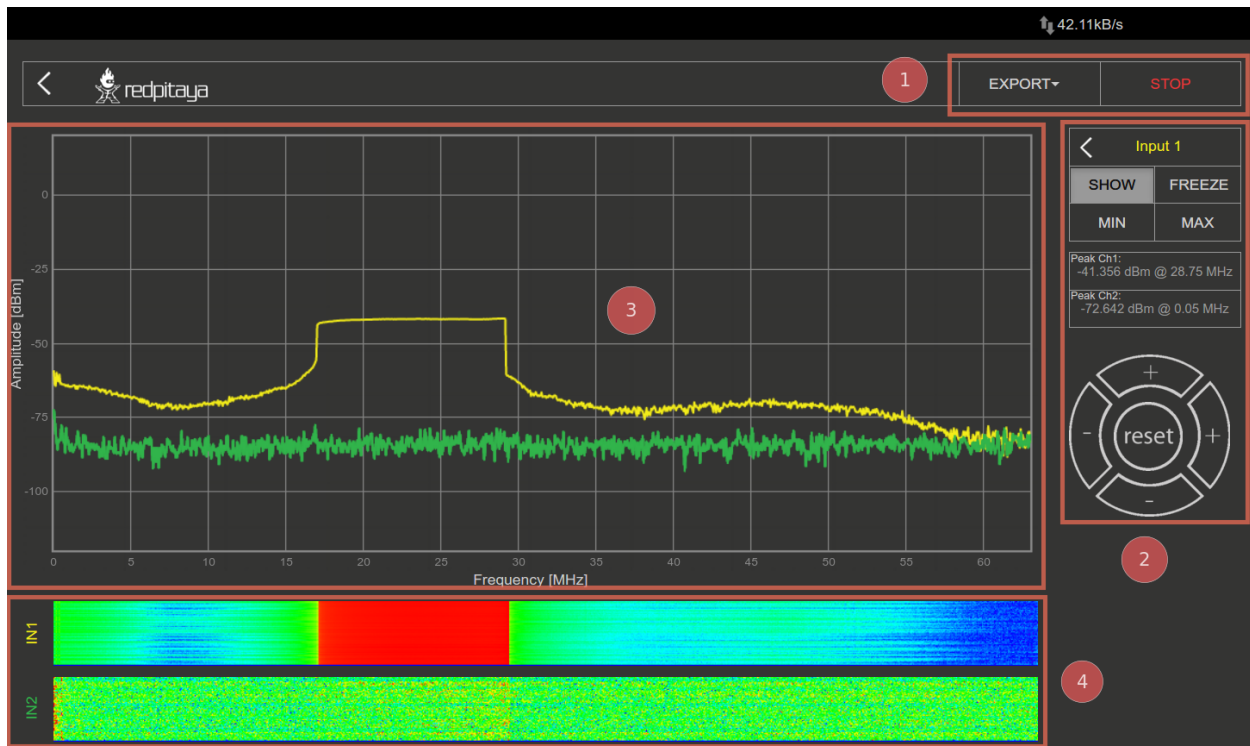 42.11kB/s
redpitaya
1
EXPORT
STOP
Input 1
SHOW FREEZE
MIN MAX
Peak Ch1:
-41.356 dBm @ 28.75 MHz
Peak Ch2:
-72.642 dBm @ 0.05 MHz
+
- reset +
-
2
Amplitude [dBm]
0
-25
-50
-75
-100
3
0 5 10 15 20 25 30 35 40 45 50 55 60
Frequency [MHz]
IN1
IN2
4